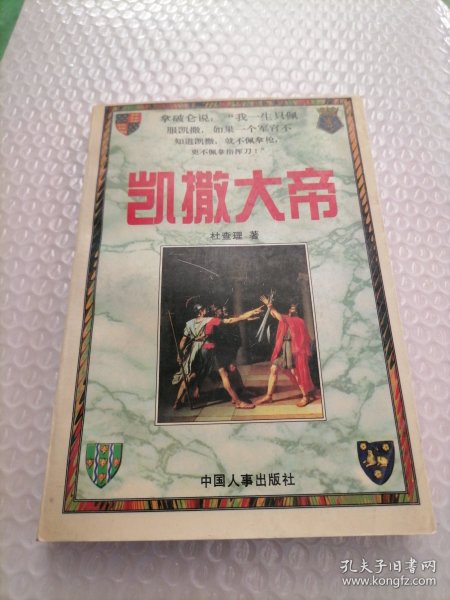 拿破仑说，“我一生只佩
服凯撒，如果一个军官不
知道凯撒，就不佩拿枪，
更不佩拿指挥刀！”
凯撒大帝
杜查理 著
中国人事出版社
孔夫子旧书网
www.kongfz.com